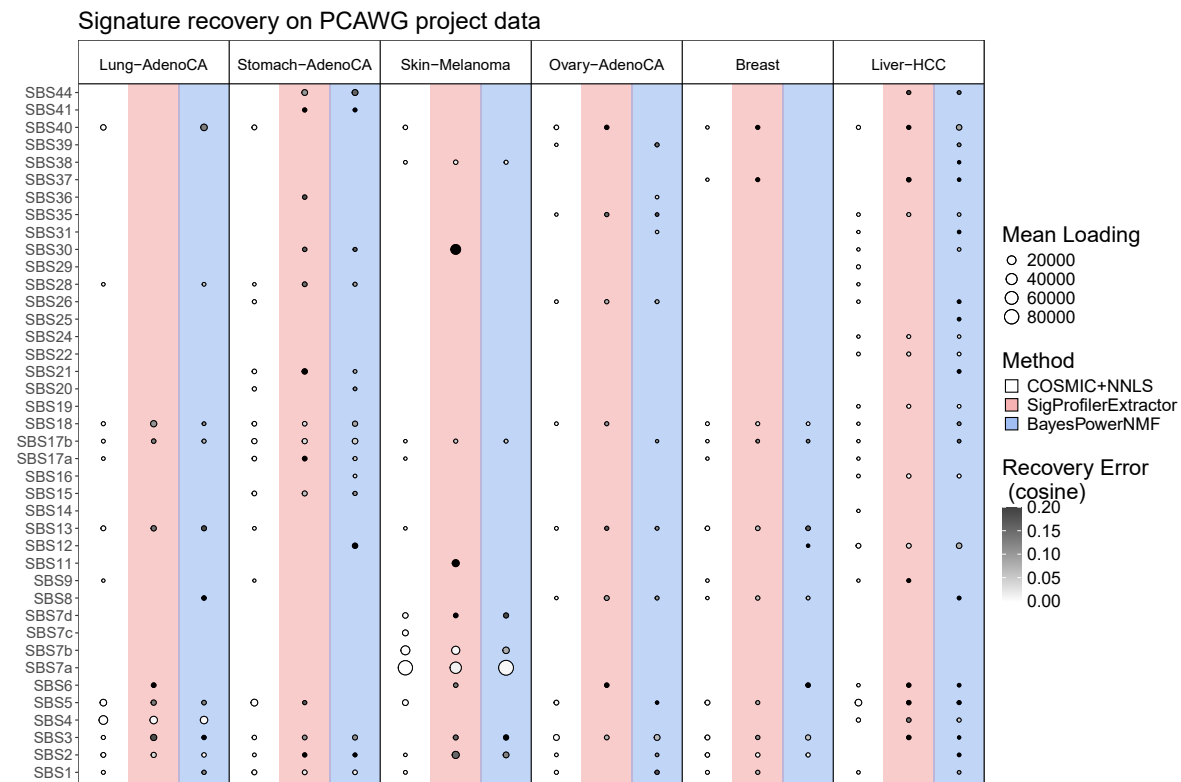 Signature recovery on PCAWG project data
Lung−AdenoCA
Stomach−AdenoCA
Skin−Melanoma
Ovary−AdenoCA
Breast
Liver−HCC
SBS44
SBS41
SBS40
SBS39
SBS38
SBS37
SBS36
SBS35
SBS31
SBS30
SBS29
SBS28
SBS26
SBS25
SBS24
SBS22
SBS21
SBS20
SBS19
SBS18
SBS17b
SBS17a
SBS16
SBS15
SBS14
SBS13
SBS12
SBS11
SBS9
SBS8
SBS7d
SBS7c
SBS7b
SBS7a
SBS6
SBS5
SBS4
SBS3
SBS2
SBS1
Mean Loading
20000
40000
60000
80000
Method
COSMIC+NNLS
SigProfilerExtractor
BayesPowerNMF
Recovery Error
(cosine)
0.20
0.15
0.10
0.05
0.00